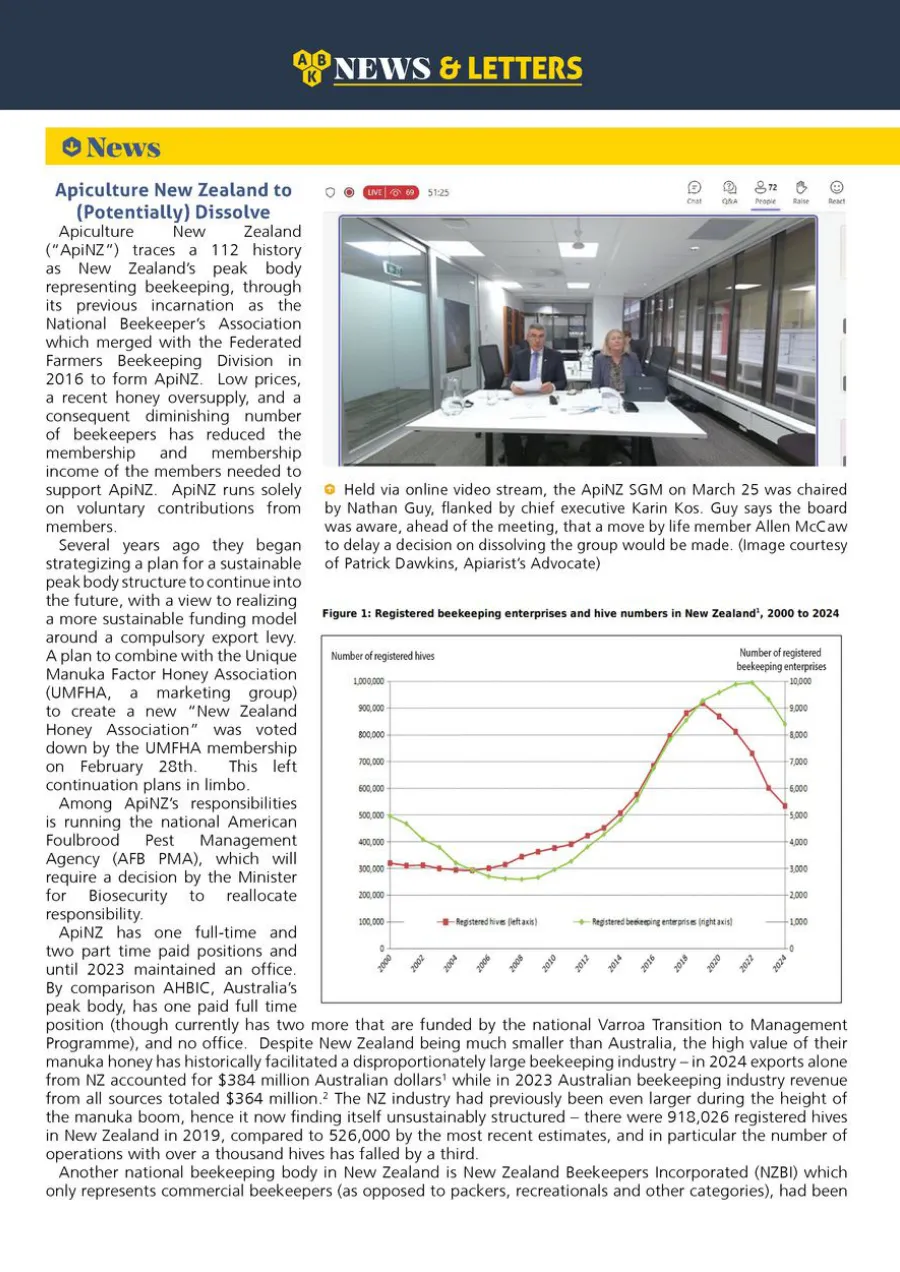 ABK NEWS & LETTERS
News
Apiculture New Zealand to
(Potentially) Dissolve
Apiculture New Zealand
("ApiNZ") traces a 112 history
as New Zealand's peak body
representing beekeeping, through
its previous incarnation as the
National Beekeeper's Association
which merged with the Federated
Farmers Beekeeping Division in
2016 to form ApiNZ. Low prices,
a recent honey oversupply, and a
consequent diminishing number
of beekeepers has reduced the
membership and membership
income of the members needed to
support ApiNZ. ApiNZ runs solely
on voluntary contributions from
members.
Several years ago they began
strategizing a plan for a sustainable
peak body structure to continue into
the future, with a view to realizing
a more sustainable funding model
around a compulsory export levy.
A plan to combine with the Unique
Manuka Factor Honey Association
(UMFHA, a marketing group)
to create a new "New Zealand
Honey Association" was voted
down by the UMFHA membership
on February 28th. This left
continuation plans in limbo.
Among ApiNZ's responsibilities
is running the national American
Foulbrood Pest Management
Agency (AFB PMA), which will
require a decision by the Minister
for Biosecurity to reallocate
responsibility.
ApiNZ has one full-time and
two part time paid positions and
until 2023 maintained an office.
By comparison AHBIC, Australia's
peak body, has one paid full time
LIVE 69 51:25
Chat Q&A 72 People Raise React
Held via online video stream, the ApiNZ SGM on March 25 was chaired
by Nathan Guy, flanked by chief executive Karin Kos. Guy says the board
was aware, ahead of the meeting, that a move by life member Allen McCaw
to delay a decision on dissolving the group would be made. (Image courtesy
of Patrick Dawkins, Apiarist's Advocate)
Figure 1: Registered beekeeping enterprises and hive numbers in New Zealand¹, 2000 to 2024
Number of registered hives
Number of registered
beekeeping enterprises
1,000,000 10,000
900,000 9,000
800,000 8,000
700,000 7,000
600,000 6,000
500,000 5,000
400,000 4,000
300,000 3,000
200,000 2,000
100,000 Registered hives (left axis) Registered beekeeping enterprises (right axis) 1,000
0 0
2000 2002 2004 2006 2008 2010 2012 2014 2016 2018 2020 2022 2024
position (though currently has two more that are funded by the national Varroa Transition to Management
Programme), and no office. Despite New Zealand being much smaller than Australia, the high value of their
manuka honey has historically facilitated a disproportionately large beekeeping industry – in 2024 exports alone
from NZ accounted for $384 million Australian dollars¹ while in 2023 Australian beekeeping industry revenue
from all sources totaled $364 million.² The NZ industry had previously been even larger during the height of
the manuka boom, hence it now finding itself unsustainably structured – there were 918,026 registered hives
in New Zealand in 2019, compared to 526,000 by the most recent estimates, and in particular the number of
operations with over a thousand hives has falled by a third.
Another national beekeeping body in New Zealand is New Zealand Beekeepers Incorporated (NZBI) which
only represents commercial beekeepers (as opposed to packers, recreationals and other categories), had been